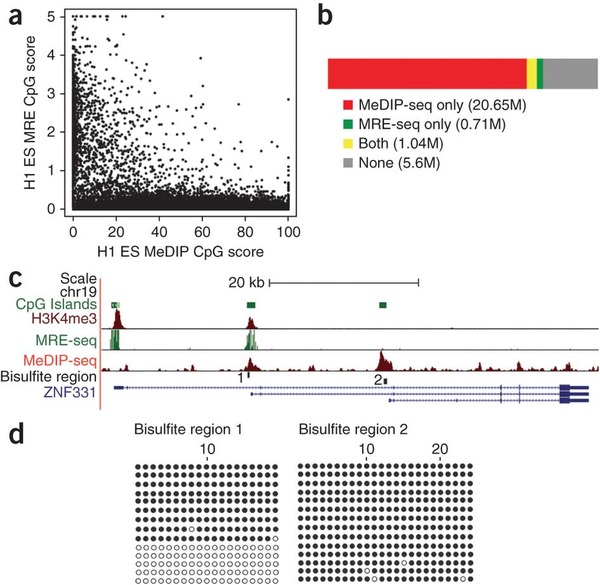 a
H1 ES MRE CpG score
5
4
3
2
1
0
0 20 40 60 80 100
H1 ES MeDIP CpG score
b
MeDIP-seq only (20.65M)
MRE-seq only (0.71M)
Both (1.04M)
None (5.6M)
c
Scale
20 kb
chr19
CpG Islands
H3K4me3
MRE-seq
MeDIP-seq
Bisulfite region
1
2
ZNF331
d
Bisulfite region 1
10
Bisulfite region 2
10 20